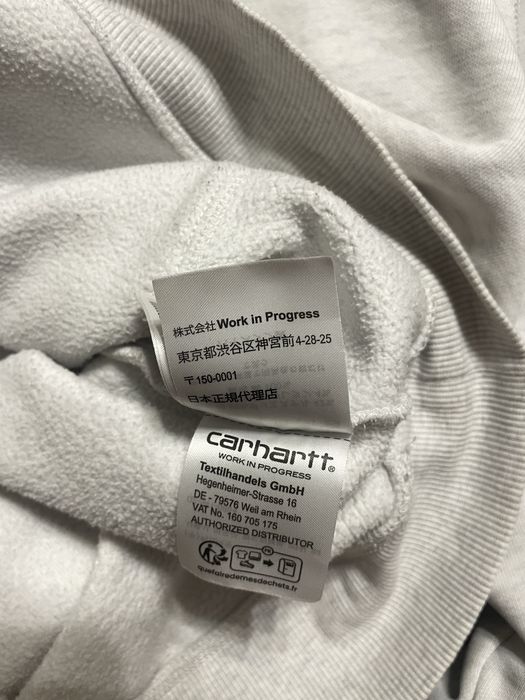 株式会社Work in Progress
東京都渋谷区神宮前4-28-25
〒150-0001
日本正規代理店
carhartt®
WORK IN PROGRESS
Textilhandels GmbH
Hegenheimer-Strasse 16
DE - 79576 Weil am Rhein
VAT No. 160 705 175
AUTHORIZED DISTRIBUTOR
FR
quefairedemesdechets.fr